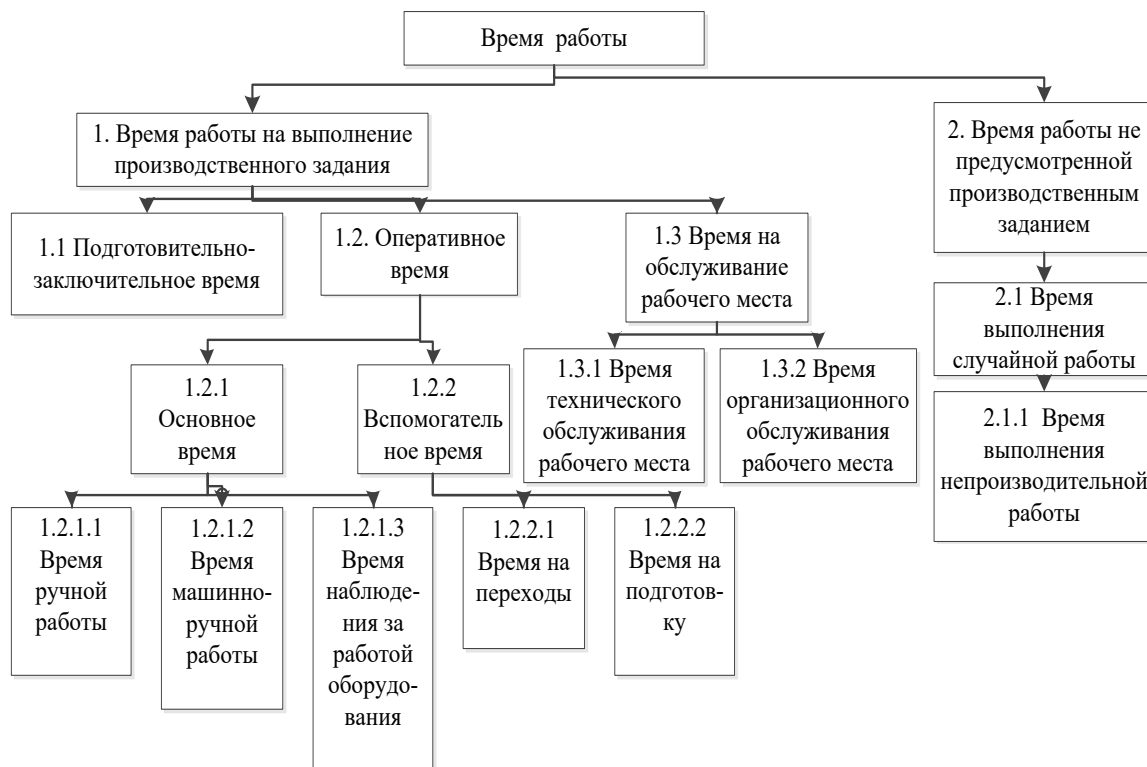 Время работы
1. Время работы на выполнение
производственного задания
2. Время работы не
предусмотренной
производственным
заданием
1.1 Подготовительно-
заключительное время
1.2. Оперативное
время
1.3 Время на
обслуживание
рабочего места
2.1 Время
выполнения
случайной работы
1.2.1
Основное
время
1.2.2
Вспомогатель
ное время
1.3.1 Время
технического
обслуживания
рабочего места
1.3.2 Время
организационного
обслуживания
рабочего места
2.1.1 Время
выполнения
непроизводительной
работы
1.2.1.1
Время
ручной
работы
1.2.1.2
Время
машинно-
ручной
работы
1.2.1.3
Время
наблюде-
ния за
работой
оборудо-
вания
1.2.2.1
Время на
переходы
1.2.2.2
Время на
подготов-
ку